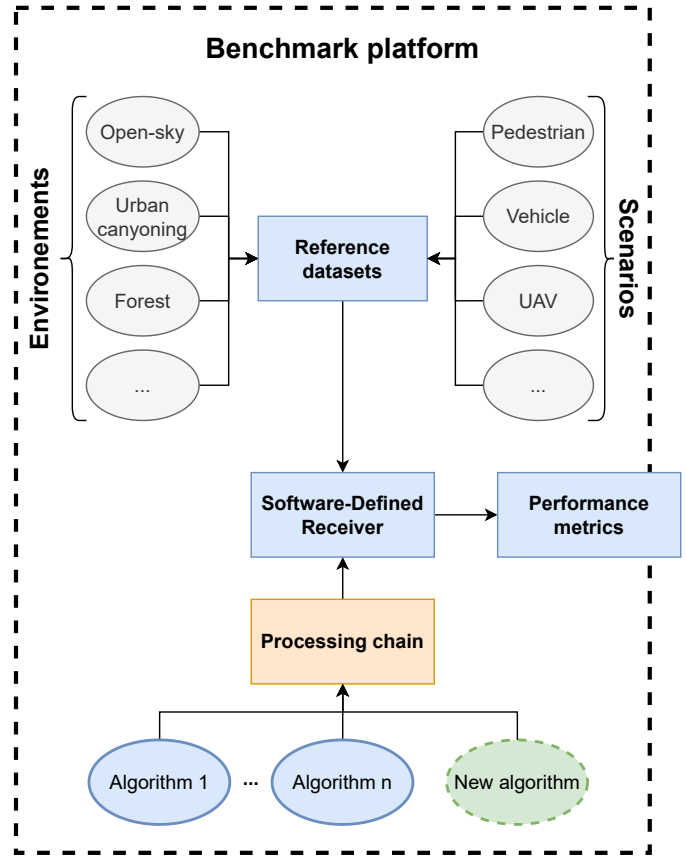 Benchmark platform
Environements
Open-sky
Urban
canyoning
Forest
...
Reference
datasets
Pedestrian
Vehicle
UAV
...
Scenarios
Software-Defined
Receiver
Performance
metrics
Processing chain
Algorithm 1
...
Algorithm n
New algorithm